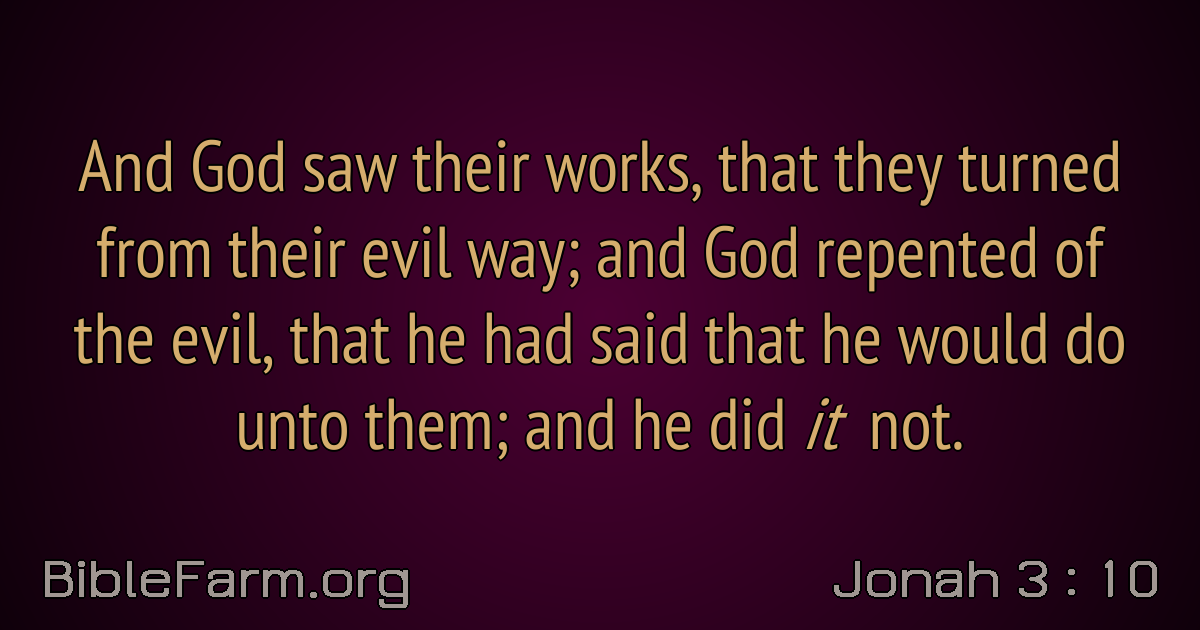 And God saw their works, that they turned
from their evil way; and God repented of
the evil, that he had said that he would do
unto them; and he did it not.
BibleFarm.org
Jonah 3 : 10